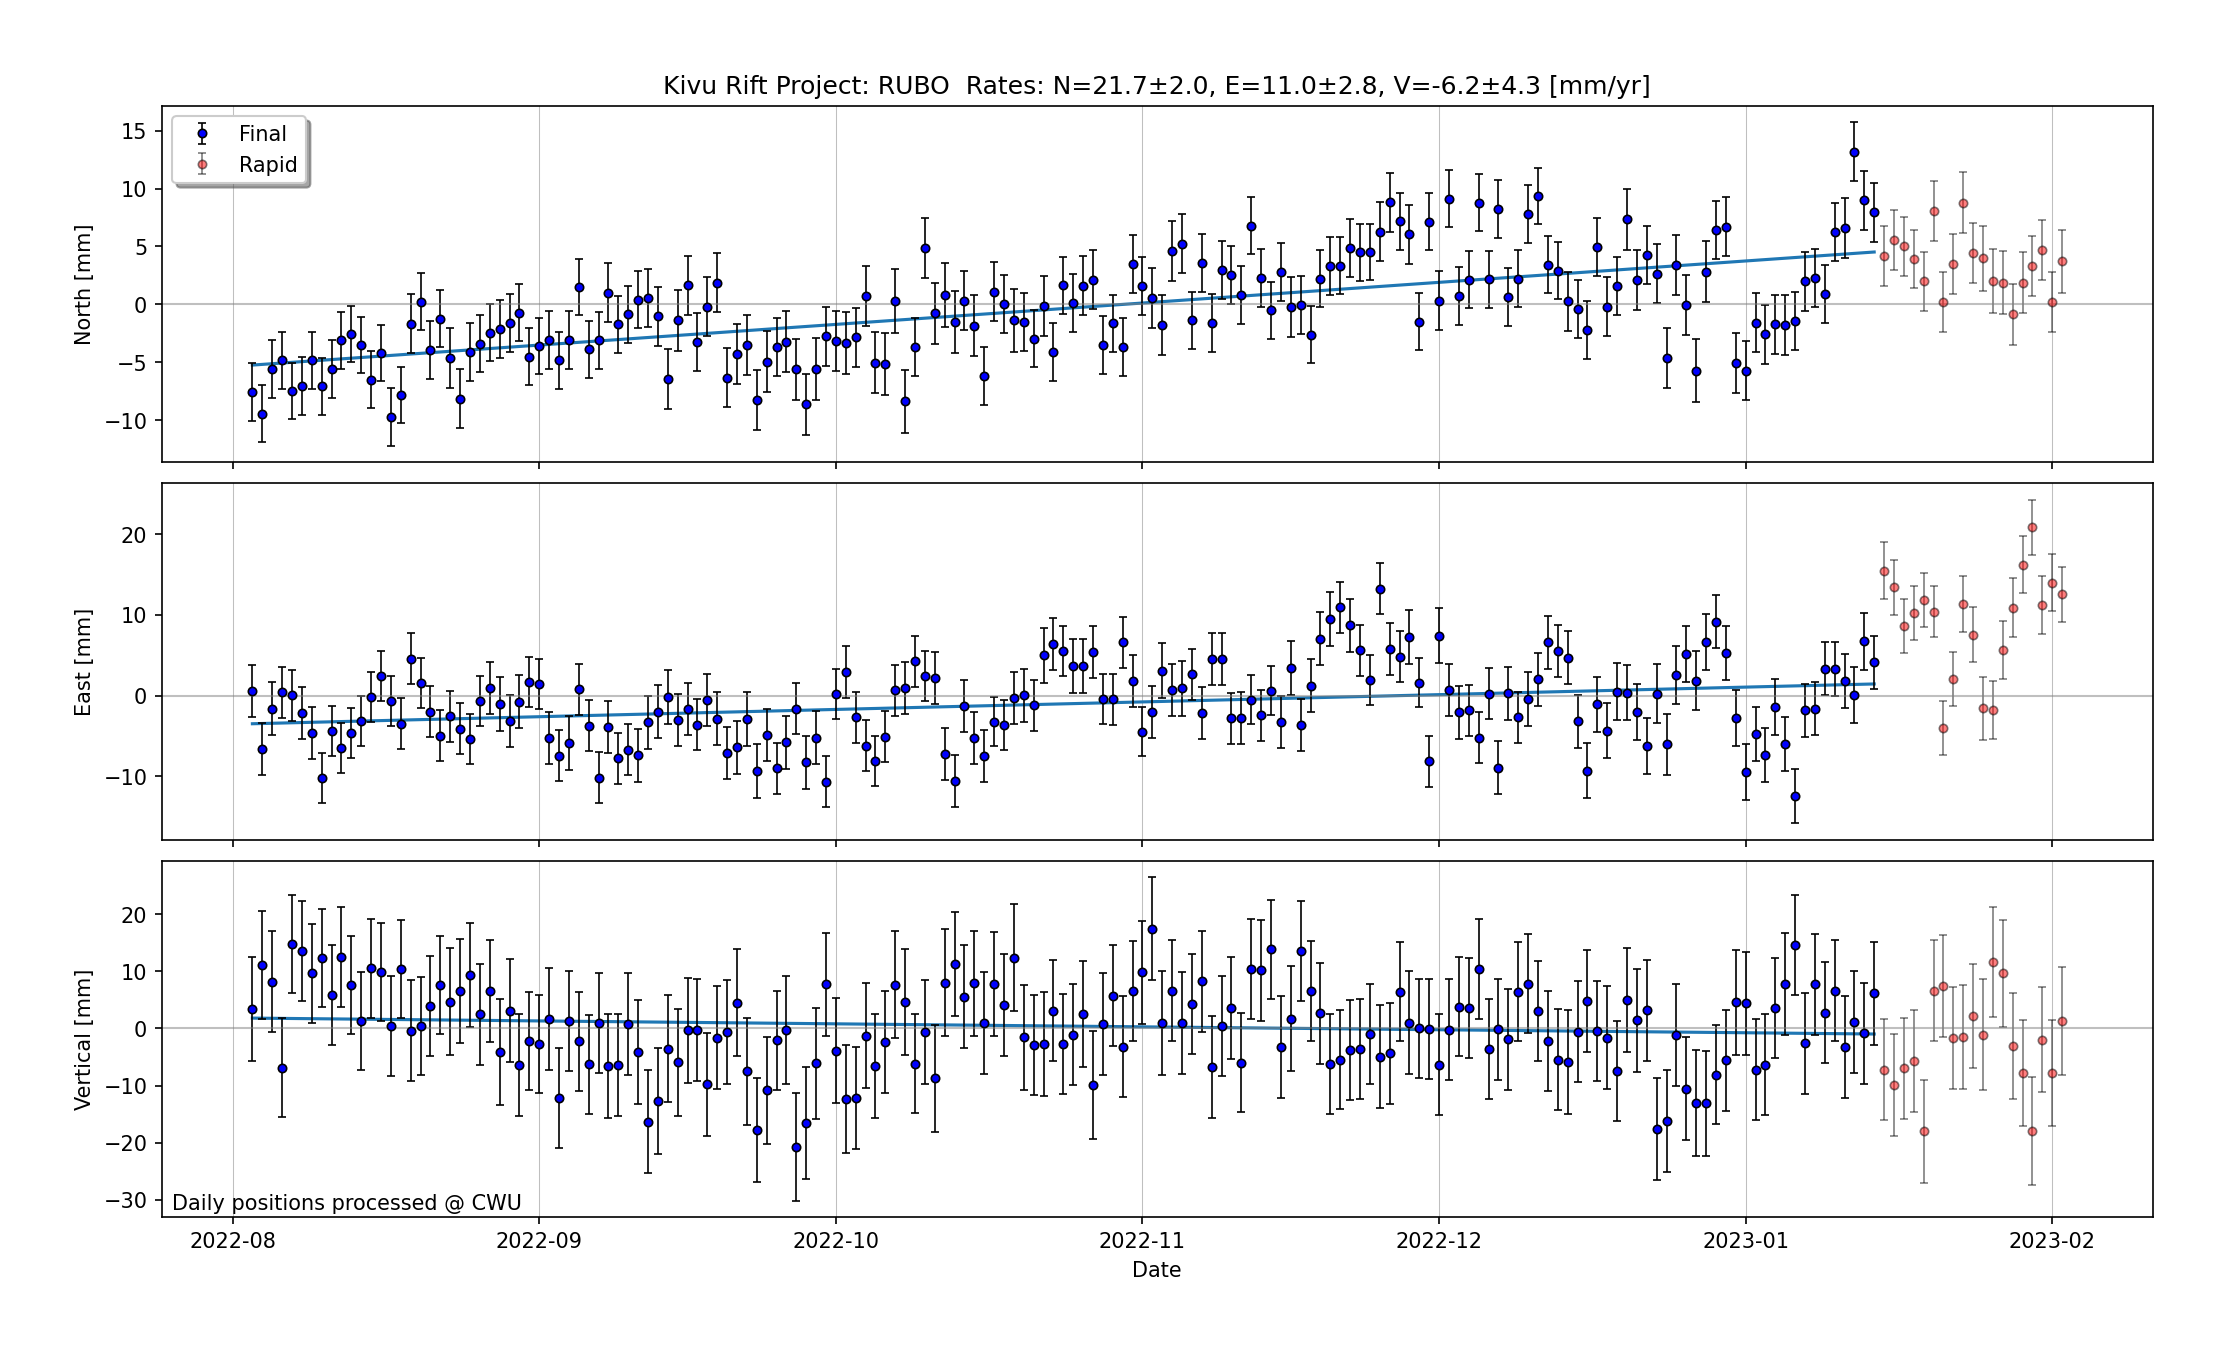 Kivu Rift Project: RUBO  Rates: N=21.7±2.0, E=11.0±2.8, V=-6.2±4.3 [mm/yr]
Final
Rapid
North [mm]
15
10
5
0
−5
−10
East [mm]
20
10
0
−10
Vertical [mm]
20
10
0
−10
−20
−30
Daily positions processed @ CWU
2022-08 2022-09 2022-10 2022-11 2022-12 2023-01 2023-02
Date